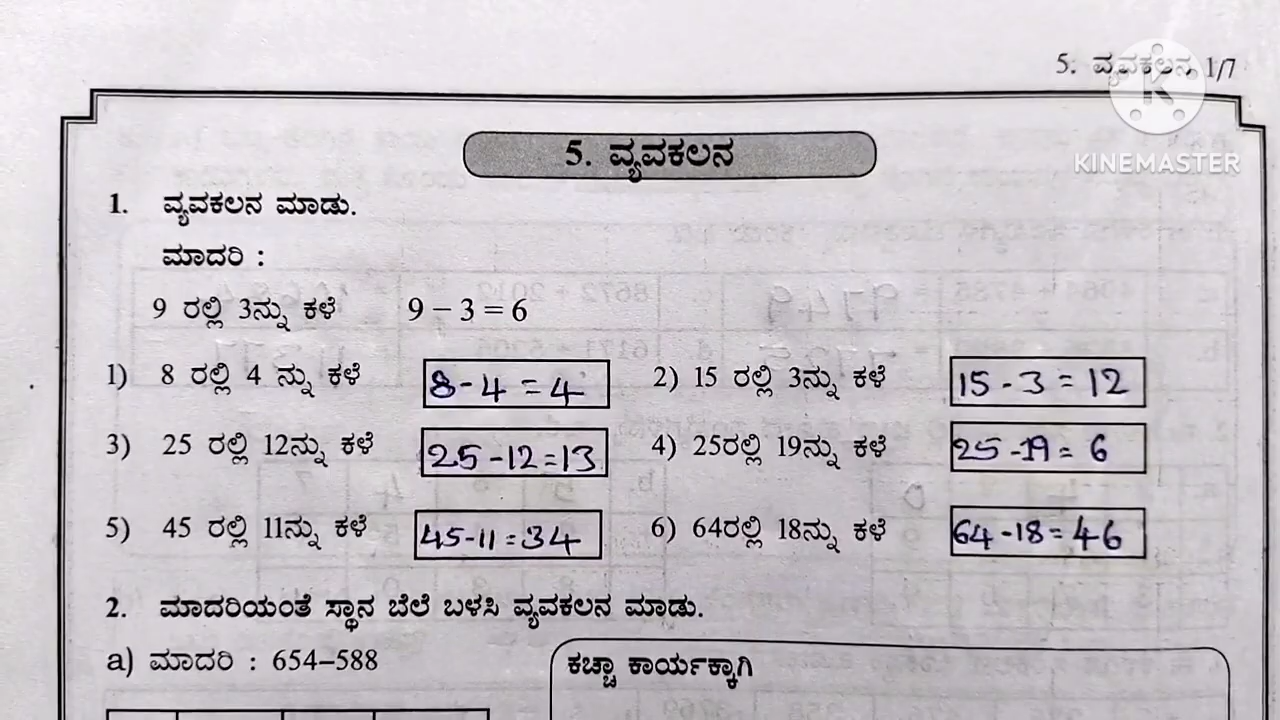 5. ವ್ಯವಕಲನ 1/7
KINEMASTER
5. ವ್ಯವಕಲನ
1. ವ್ಯವಕಲನ ಮಾಡು.
ಮಾದರಿ :
9 ರಲ್ಲಿ 3ನ್ನು ಕಳೆ 9 – 3 = 6
1) 8 ರಲ್ಲಿ 4 ನ್ನು ಕಳೆ 8 - 4 = 4 2) 15 ರಲ್ಲಿ 3ನ್ನು ಕಳೆ 15 - 3 = 12
3) 25 ರಲ್ಲಿ 12ನ್ನು ಕಳೆ 25 - 12 = 13 4) 25ರಲ್ಲಿ 19ನ್ನು ಕಳೆ 25 - 19 = 6
5) 45 ರಲ್ಲಿ 11ನ್ನು ಕಳೆ 45 - 11 = 34 6) 64ರಲ್ಲಿ 18ನ್ನು ಕಳೆ 64 - 18 = 46
2. ಮಾದರಿಯಂತೆ ಸ್ಥಾನ ಬೆಲೆ ಬಳಸಿ ವ್ಯವಕಲನ ಮಾಡು.
a) ಮಾದರಿ : 654–588 ಕಚ್ಚಾ ಕಾರ್ಯಕ್ಕಾಗಿ